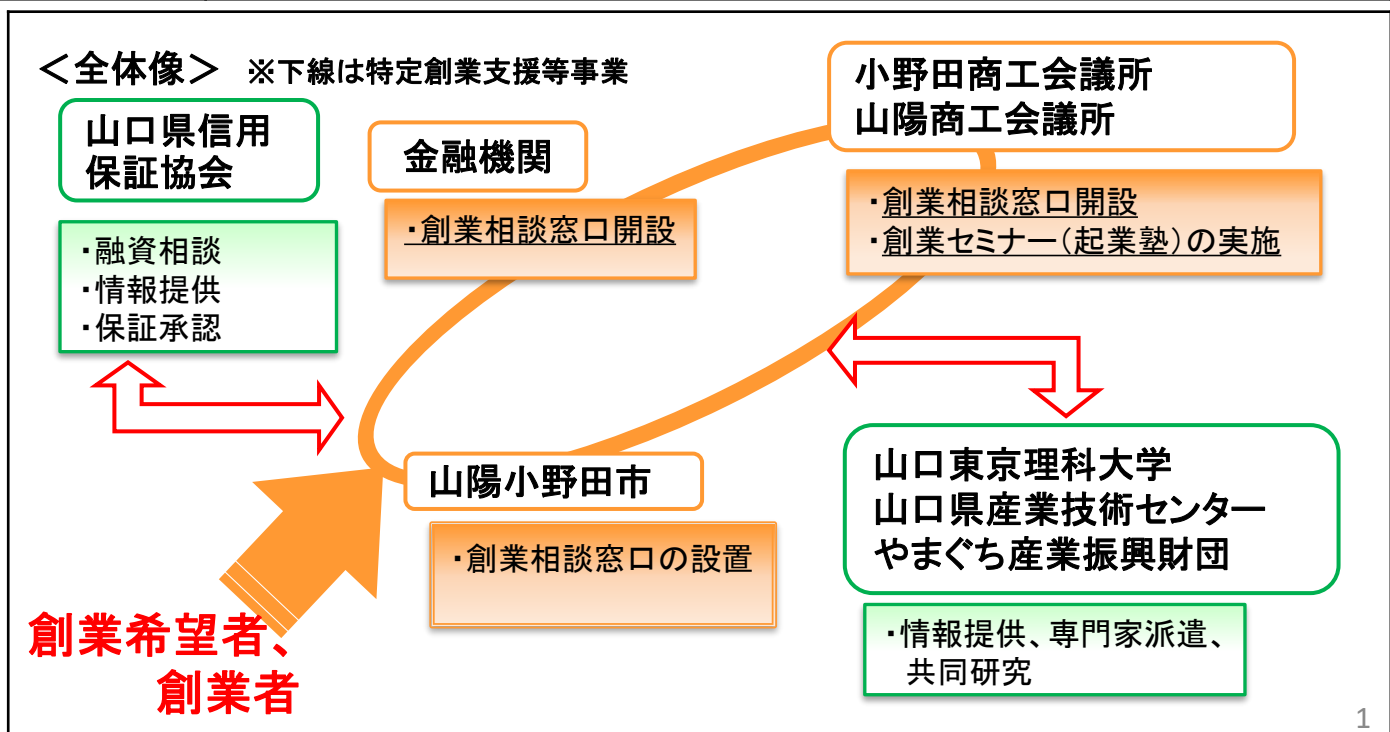 ＜全体像＞ ※下線は特定創業支援等事業
山口県信用
保証協会
・融資相談
・情報提供
・保証承認
金融機関
・創業相談窓口開設
小野田商工会議所
山陽商工会議所
・創業相談窓口開設
・創業セミナー（起業塾）の実施
山陽小野田市
・創業相談窓口の設置
山口東京理科大学
山口県産業技術センター
やまぐち産業振興財団
・情報提供、専門家派遣、
共同研究
創業希望者、
創業者
1